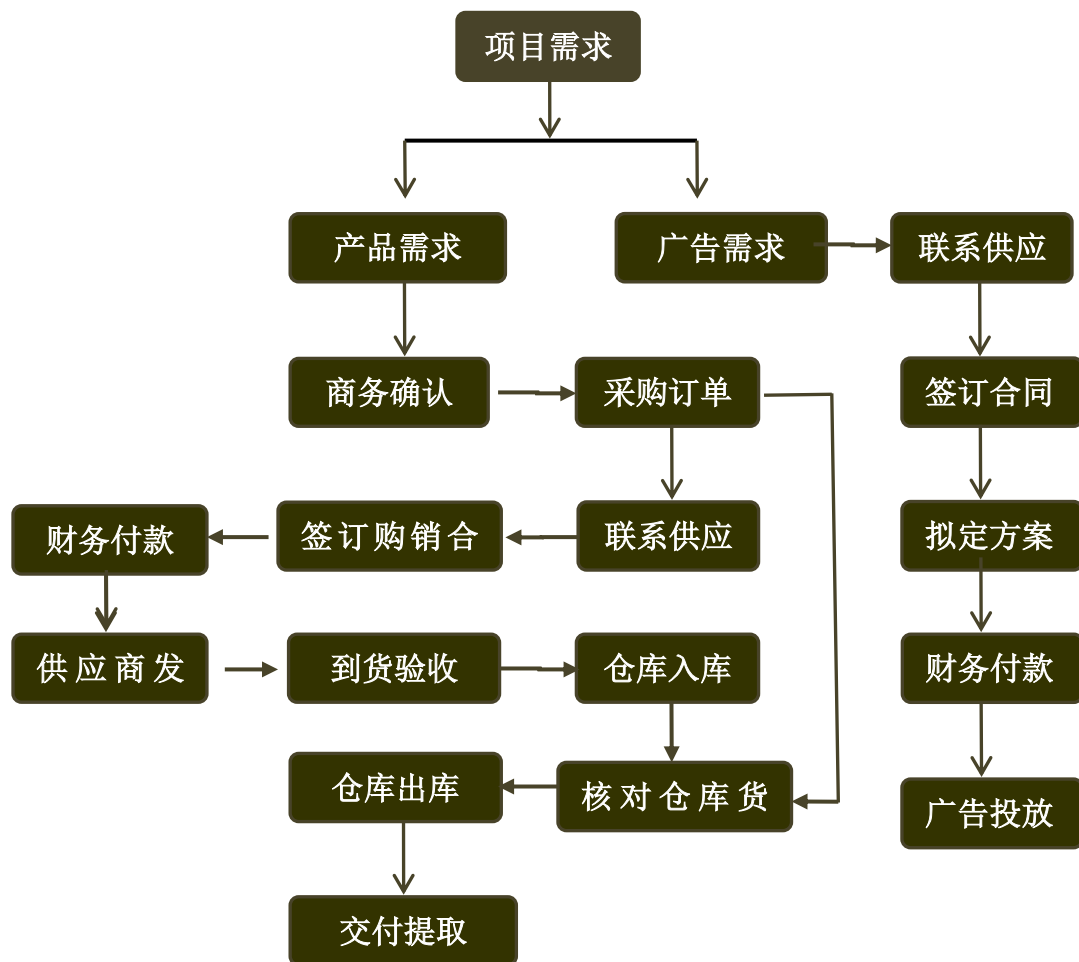 项目需求
产品需求
广告需求
联系供应
商务确认
采购订单
签订合同
财务付款
签订购销合
联系供应
拟定方案
供应商发
到货验收
仓库入库
财务付款
仓库出库
核对仓库货
广告投放
交付提取